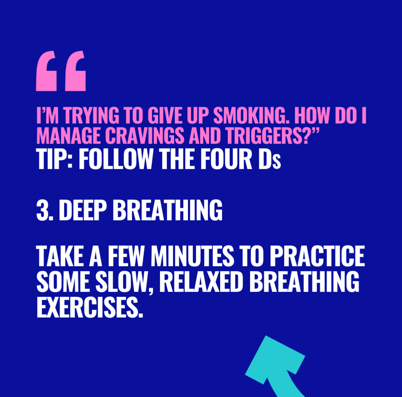 “
I’M TRYING TO GIVE UP SMOKING. HOW DO I
MANAGE CRAVINGS AND TRIGGERS?”
TIP: FOLLOW THE FOUR Ds
3. DEEP BREATHING
TAKE A FEW MINUTES TO PRACTICE
SOME SLOW, RELAXED BREATHING
EXERCISES.